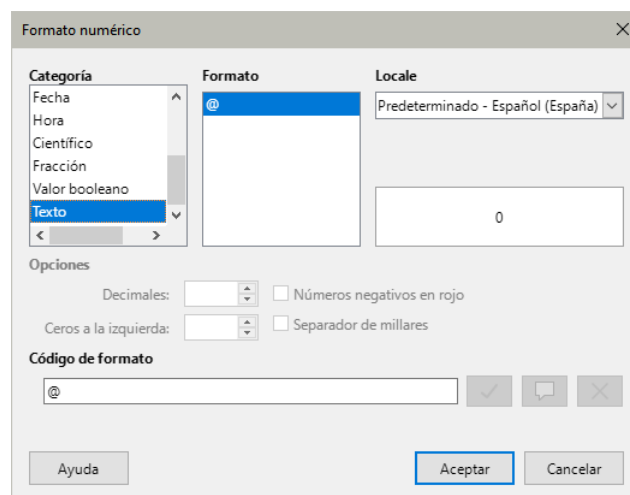 Formato numérico
Categoría
Fecha
Hora
Científico
Fracción
Valor booleano
Texto
Formato
@
Locale
Predeterminado - Español (España)
0
Opciones
Decimales:
Números negativos en rojo
Ceros a la izquierda:
Separador de millares
Código de formato
@
Ayuda
Aceptar
Cancelar